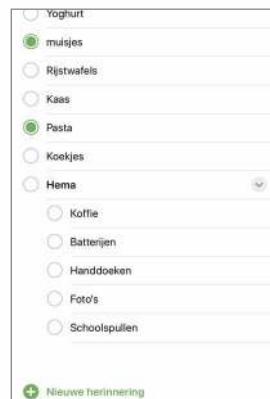 Yoghurt
muisjes
Rijstwafels
Kaas
Pasta
Koekjes
Hema
Koffie
Batterijen
Handdoeken
Foto's
Schoolspullen
Nieuwe herinnering